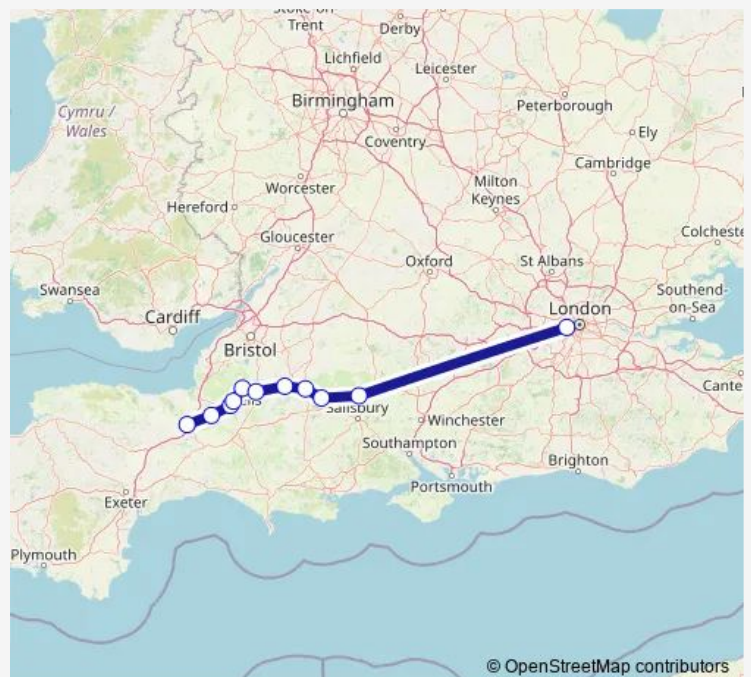 Trent
Derby
Lichfield
Leicester
Birmingham
Peterborough
Cymru /
Wales
Ely
Coventry
Cambridge
Worcester
Milton
Keynes
Hereford
Gloucester
Colcheste
Oxford
St Albans
Swansea
Southend-
on-Sea
London
Cardiff
Bristol
Cante
Salisbury
Winchester
Southampton
Brighton
Portsmouth
Exeter
Plymouth
© OpenStreetMap contributors